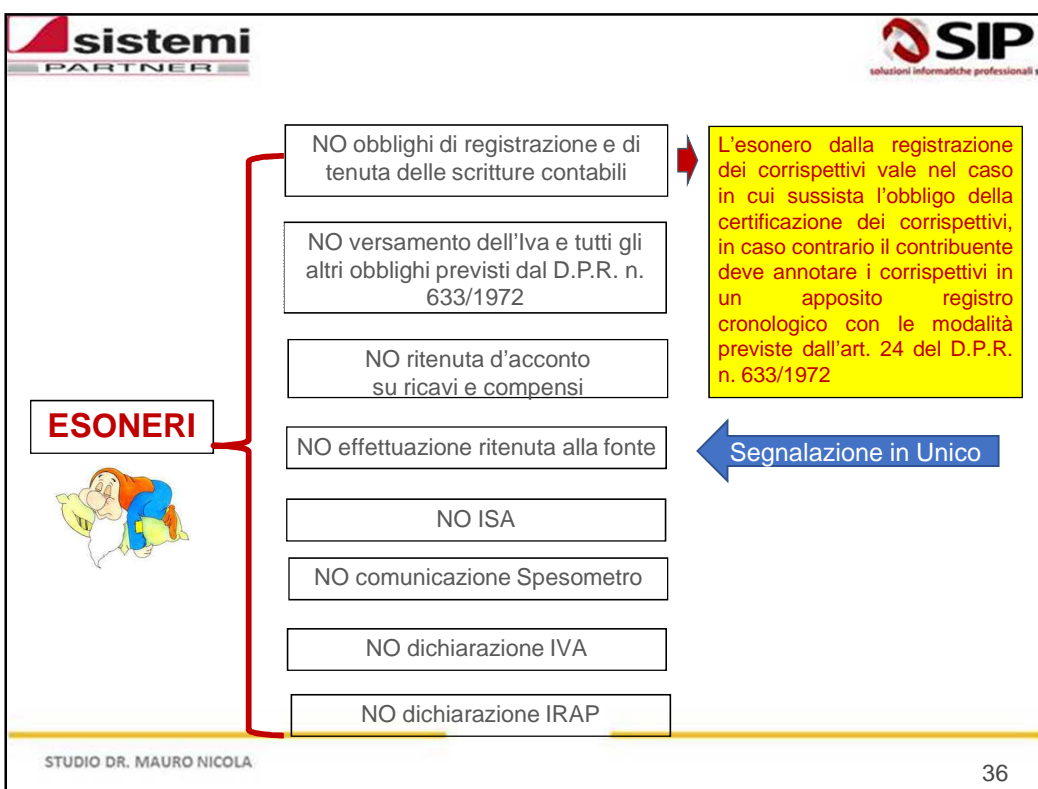 sistemi
PARTNER
SIP
soluzioni informatiche professionali s
NO obblighi di registrazione e di
tenuta delle scritture contabili
L'esonero dalla registrazione
dei corrispettivi vale nel caso
in cui sussista l'obbligo della
certificazione dei corrispettivi,
in caso contrario il contribuente
deve annotare i corrispettivi in
un apposito registro
cronologico con le modalità
previste dall'art. 24 del D.P.R.
n. 633/1972
NO versamento dell'Iva e tutti gli
altri obblighi previsti dal D.P.R. n.
633/1972
NO ritenuta d'acconto
su ricavi e compensi
ESONERI
NO effettuazione ritenuta alla fonte
Segnalazione in Unico
NO ISA
NO comunicazione Spesometro
NO dichiarazione IVA
NO dichiarazione IRAP
STUDIO DR. MAURO NICOLA
36